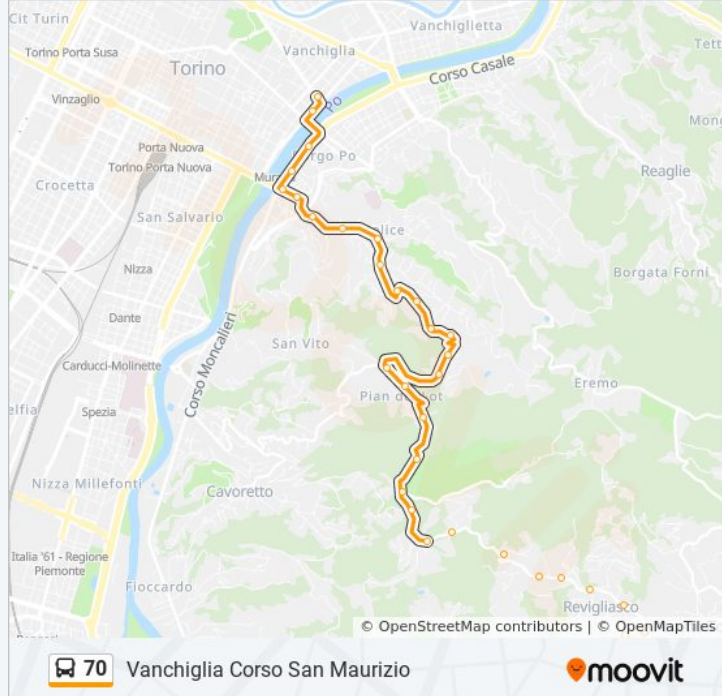 Cit Turin
Vanchiglietta
Vanchiglia
Torino Porta Susa
Torino
Corso Casale
Vinzaglio
PO
Porta Nuova
Torino Porta Nuova
Reaglie
Crocetta
San Salvario
Borgata Forni
Nizza
Dante
San Vito
Corso Moncalieri
Carducci-Molinette
Eremo
Spezia
Nizza Millefonti
Cavoretto
Italia '61 - Regione
Piemonte
Fioccardo
Revigliasco
© OpenStreetMap contributors | © OpenMapTiles
70 Vanchiglia Corso San Maurizio
moovit